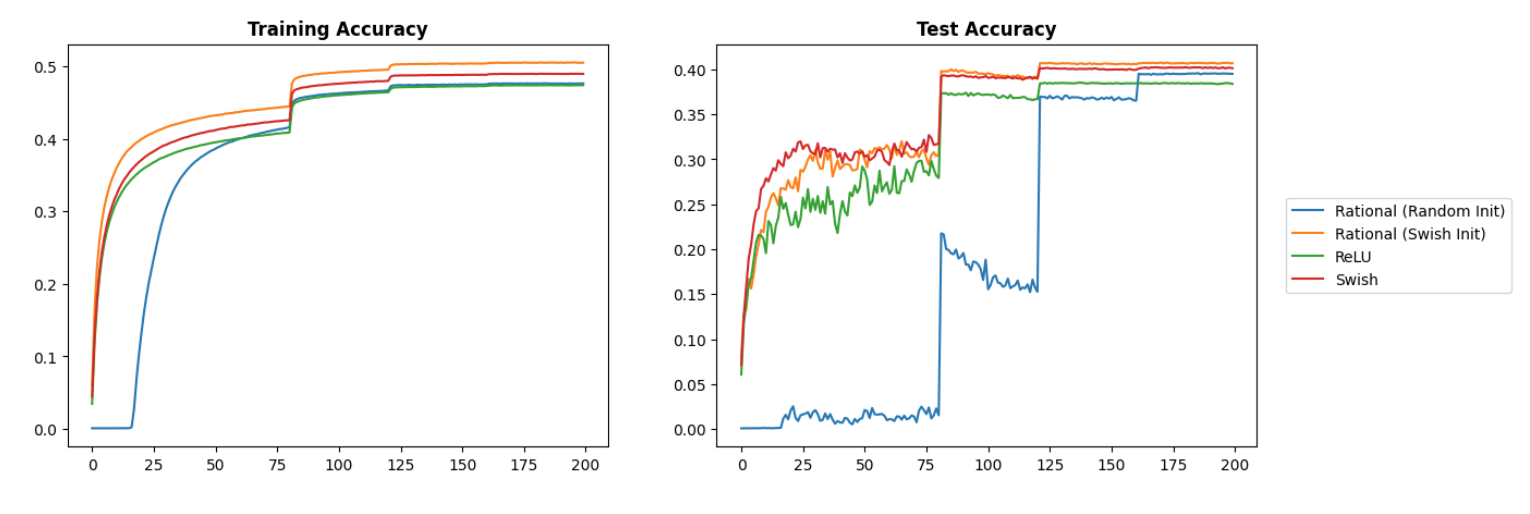 Training Accuracy
0.5
0.4
0.3
0.2
0.1
0.0
0 25 50 75 100 125 150 175 200
Test Accuracy
0.40
0.35
0.30
0.25
0.20
0.15
0.10
0.05
0.00
0 25 50 75 100 125 150 175 200
Rational (Random Init)
Rational (Swish Init)
ReLU
Swish